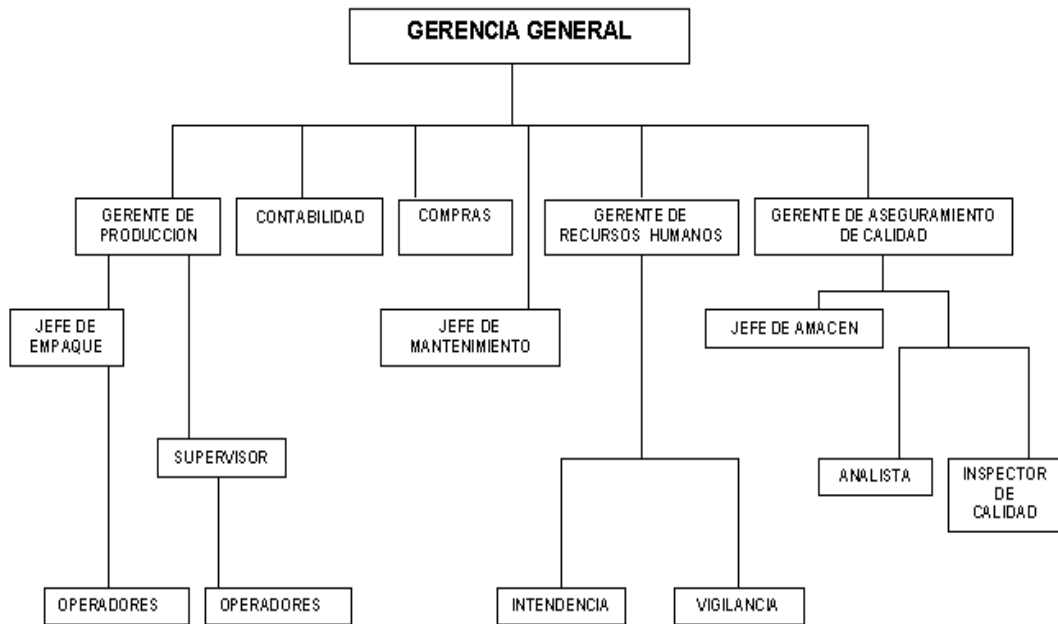 GERENCIA GENERAL
GERENTE DE
PRODUCCION
CONTABILIDAD
COMPRAS
GERENTE DE
RECURSOS HUMANOS
GERENTE DE ASEGURAMIENTO
DE CALIDAD
JEFE DE
EMPAQUE
JEFE DE
MANTENIMIENTO
JEFE DE AMACEN
SUPERVISOR
ANALISTA
INSPECTOR
DE
CALIDAD
OPERADORES
OPERADORES
INTENDENCIA
VIGILANCIA